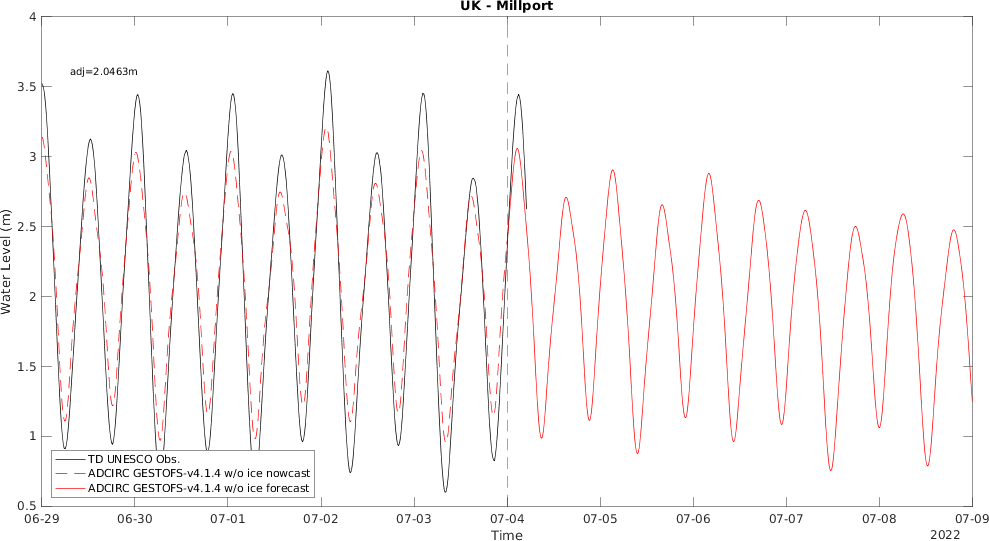 UK - Millport
4
3.5
3
2.5
2
1.5
1
0.5
Water Level (m)
adj=2.0463m
TD UNESCO Obs.
ADCIRC GESTOFS-v4.1.4 w/o ice nowcast
ADCIRC GESTOFS-v4.1.4 w/o ice forecast
06-29 06-30 07-01 07-02 07-03 07-04 07-05 07-06 07-07 07-08 07-09
Time
2022